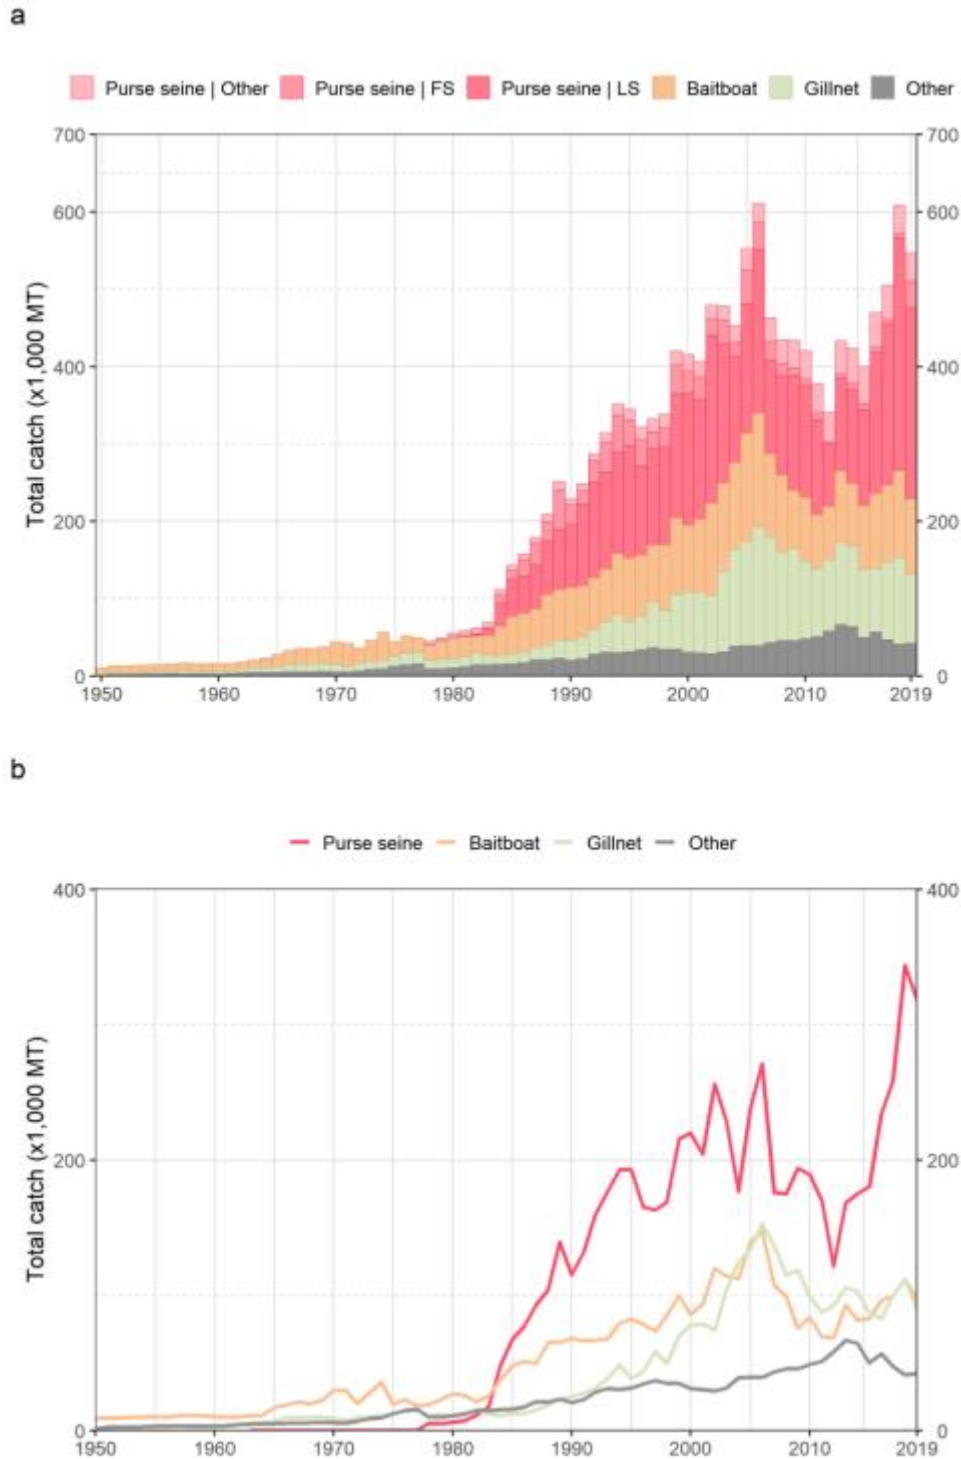 a
Purse seine | Other Purse seine | FS Purse seine | LS Baitboat Gillnet Other
700 700
600 600
400 400
200 200
0 0
Total catch (x1,000 MT)
1950 1960 1970 1980 1990 2000 2010 2019
b
Purse seine Baitboat Gillnet Other
400 400
200 200
0 0
Total catch (x1,000 MT)
1950 1960 1970 1980 1990 2000 2010 2019